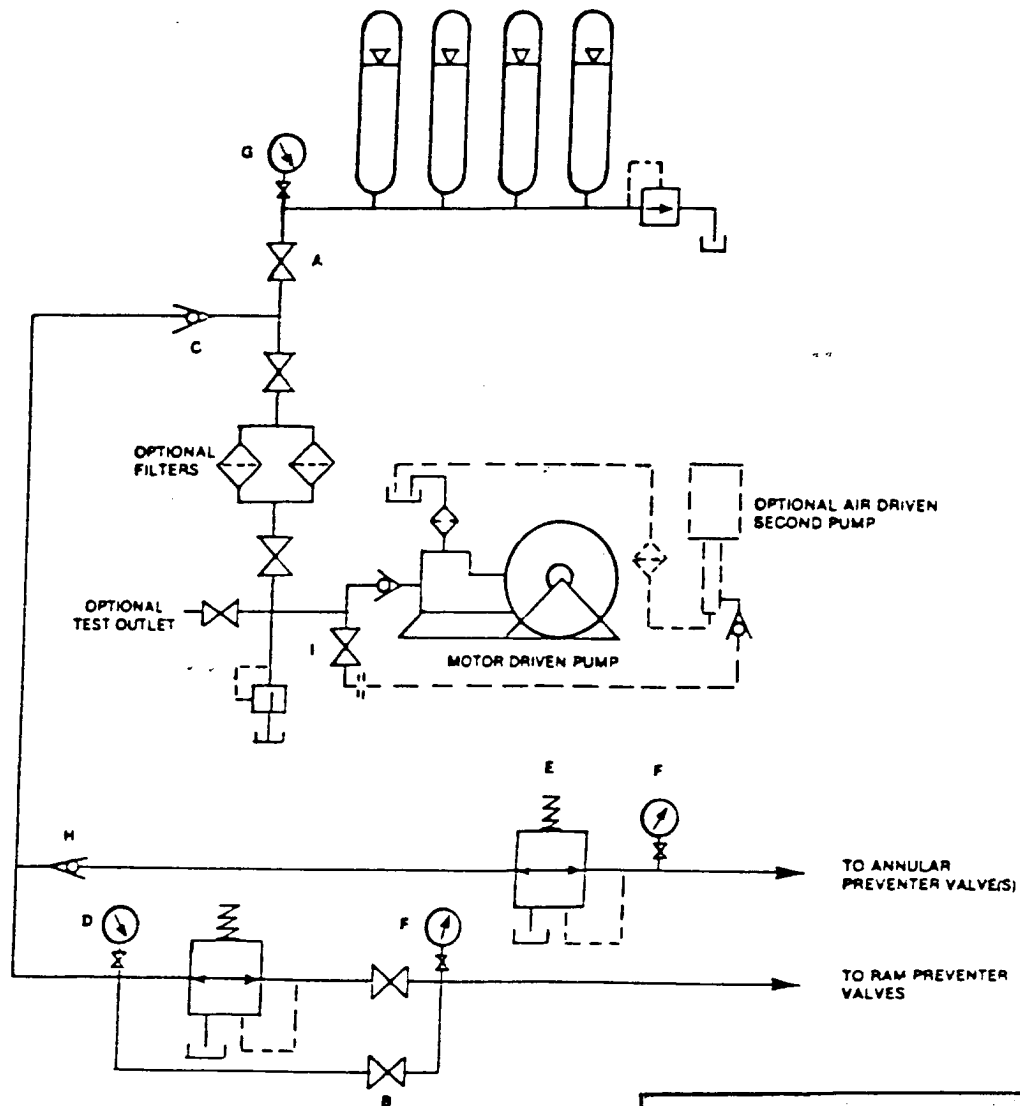 G
A
C
OPTIONAL
FILTERS
OPTIONAL AIR DRIVEN
SECOND PUMP
OPTIONAL
TEST OUTLET
I
MOTOR DRIVEN PUMP
E
F
H
TO ANNULAR
PREVENTER VALVE(S)
D
F
TO RAM PREVENTER
VALVES
B